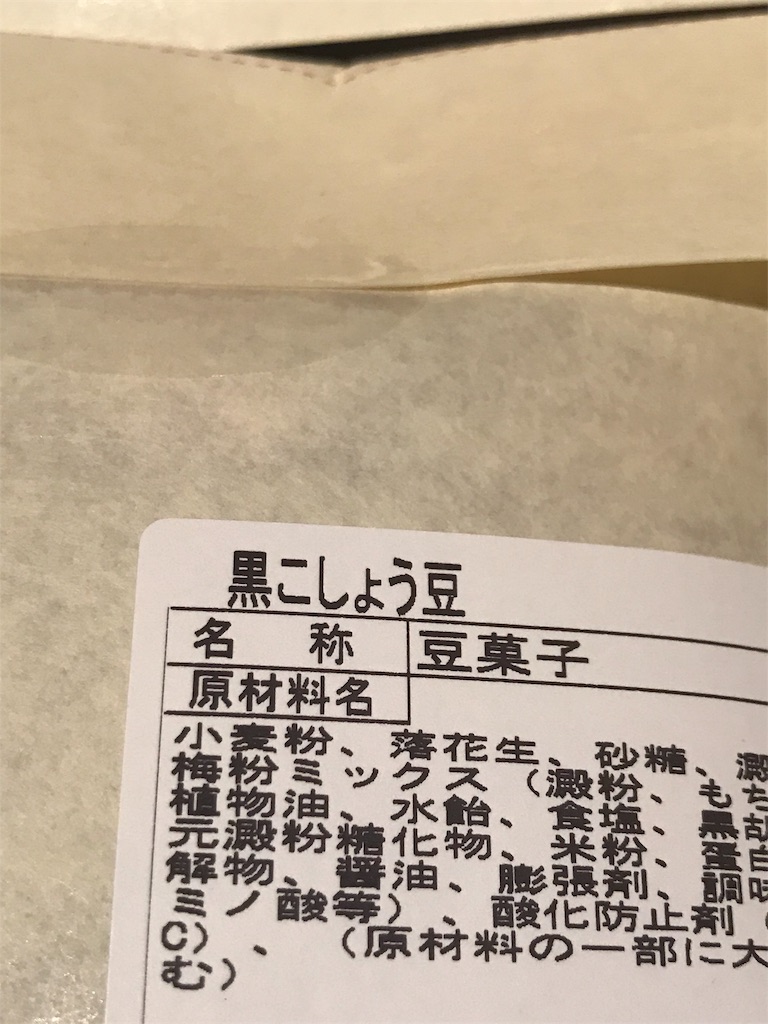 黒こしょう豆
名称 豆菓子
原材料名
小麦粉、落花生、砂糖、澱
梅粉ミックス（澱粉、もち
植物油、水飴、食塩、黒胡
元澱粉糖化物、米粉、蛋白
解物、醤油、膨張剤、調味
ミノ酸等）、酸化防止剤（
C）、（原材料の一部に大
む）